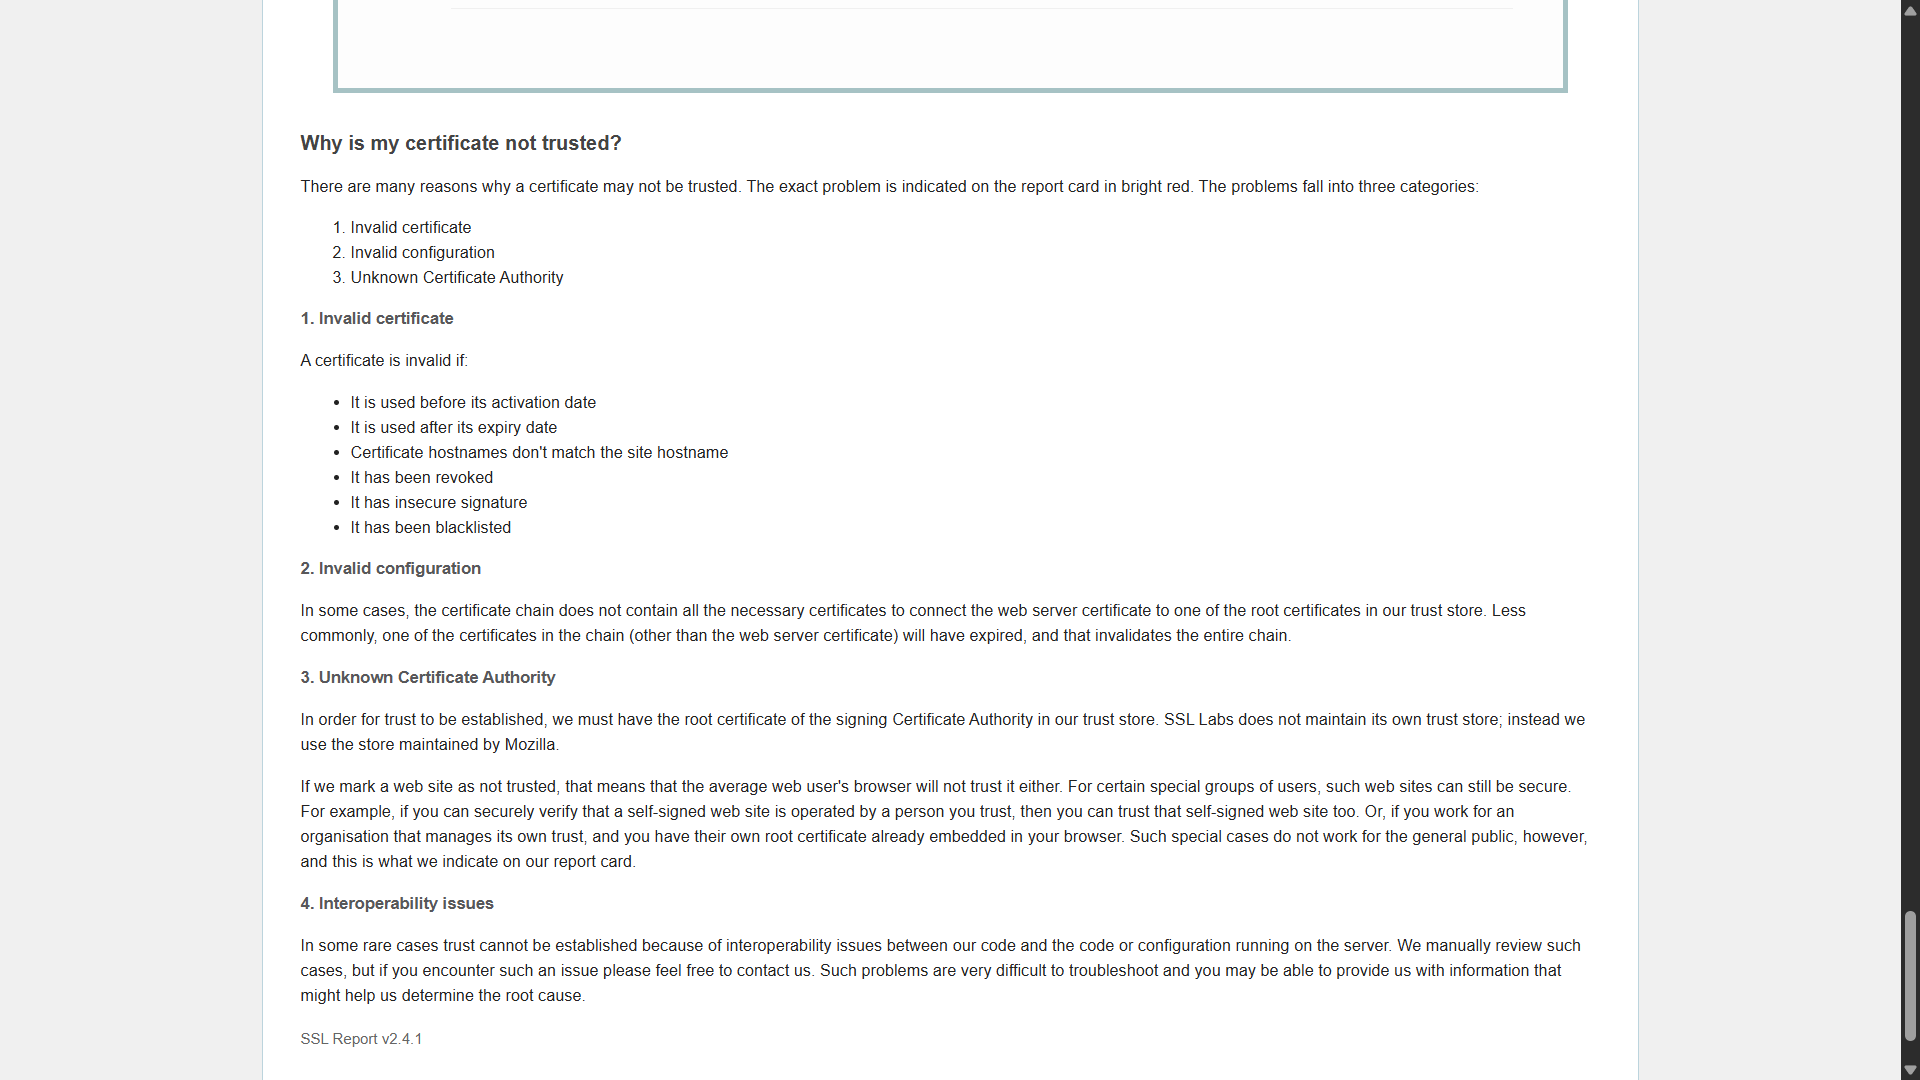 Why is my certificate not trusted?
There are many reasons why a certificate may not be trusted. The exact problem is indicated on the report card in bright red. The problems fall into three categories:
1. Invalid certificate
2. Invalid configuration
3. Unknown Certificate Authority
1. Invalid certificate
A certificate is invalid if:
• It is used before its activation date
• It is used after its expiry date
• Certificate hostnames don't match the site hostname
• It has been revoked
• It has insecure signature
• It has been blacklisted
2. Invalid configuration
In some cases, the certificate chain does not contain all the necessary certificates to connect the web server certificate to one of the root certificates in our trust store. Less
commonly, one of the certificates in the chain (other than the web server certificate) will have expired, and that invalidates the entire chain.
3. Unknown Certificate Authority
In order for trust to be established, we must have the root certificate of the signing Certificate Authority in our trust store. SSL Labs does not maintain its own trust store; instead we
use the store maintained by Mozilla.
If we mark a web site as not trusted, that means that the average web user's browser will not trust it either. For certain special groups of users, such web sites can still be secure.
For example, if you can securely verify that a self-signed web site is operated by a person you trust, then you can trust that self-signed web site too. Or, if you work for an
organisation that manages its own trust, and you have their own root certificate already embedded in your browser. Such special cases do not work for the general public, however,
and this is what we indicate on our report card.
4. Interoperability issues
In some rare cases trust cannot be established because of interoperability issues between our code and the code or configuration running on the server. We manually review such
cases, but if you encounter such an issue please feel free to contact us. Such problems are very difficult to troubleshoot and you may be able to provide us with information that
might help us determine the root cause.
SSL Report v2.4.1